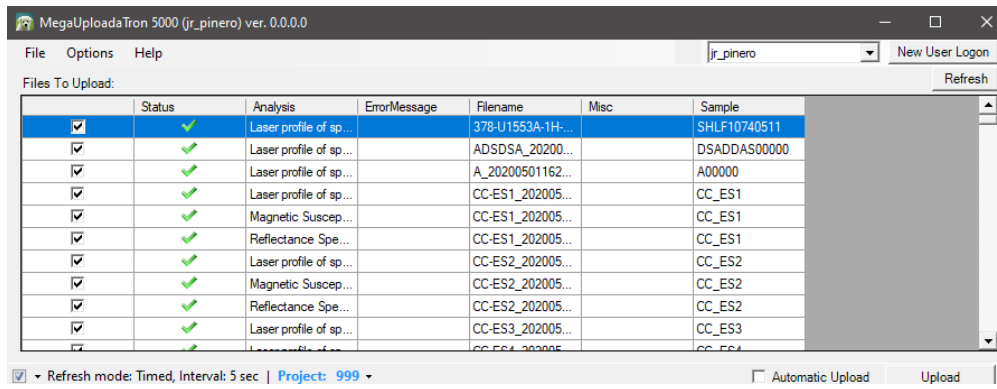 MegaUploadaTron 5000 (jr_pinero) ver. 0.0.0.0
File Options Help jr_pinero New User Logon
Files To Upload: Refresh
Status Analysis ErrorMessage Filename Misc Sample
Laser profile of sp... 378-U1553A-1H-... SHLF10740511
Laser profile of sp... ADSDSA_20200... DSADDAS00000
Laser profile of sp... A_20200501162... A00000
Laser profile of sp... CC-ES1_202005... CC_ES1
Magnetic Suscep... CC-ES1_202005... CC_ES1
Reflectance Spe... CC-ES1_202005... CC_ES1
Laser profile of sp... CC-ES2_202005... CC_ES2
Magnetic Suscep... CC-ES2_202005... CC_ES2
Reflectance Spe... CC-ES2_202005... CC_ES2
Laser profile of sp... CC-ES3_202005... CC_ES3
Refresh mode: Timed, Interval: 5 sec | Project: 999 Automatic Upload Upload